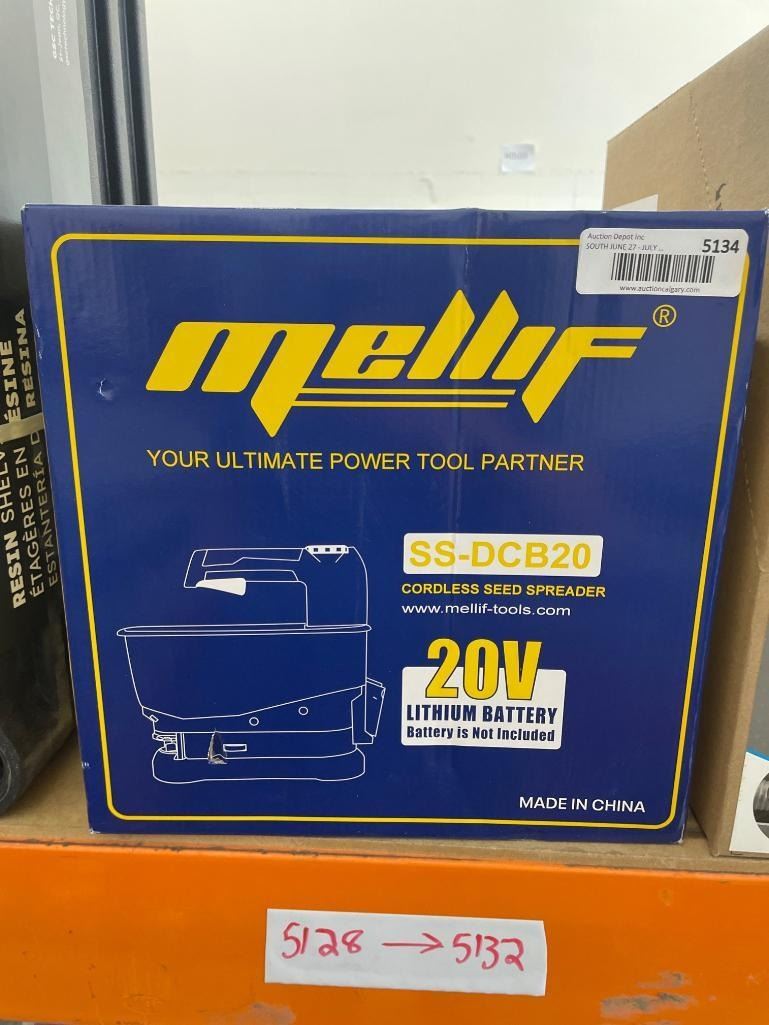 Auction Depot Inc
SOUTH JUNE 27 - JULY ...
5134
www.auctioncalgary.com
mellif®
YOUR ULTIMATE POWER TOOL PARTNER
SS-DCB20
CORDLESS SEED SPREADER
www.mellif-tools.com
20V
LITHIUM BATTERY
Battery is Not Included
MADE IN CHINA
RESIN SHELV
ÉTAGÈRES EN RÉSINE
ESTANTERÍA D RESINA
5128 → 5132